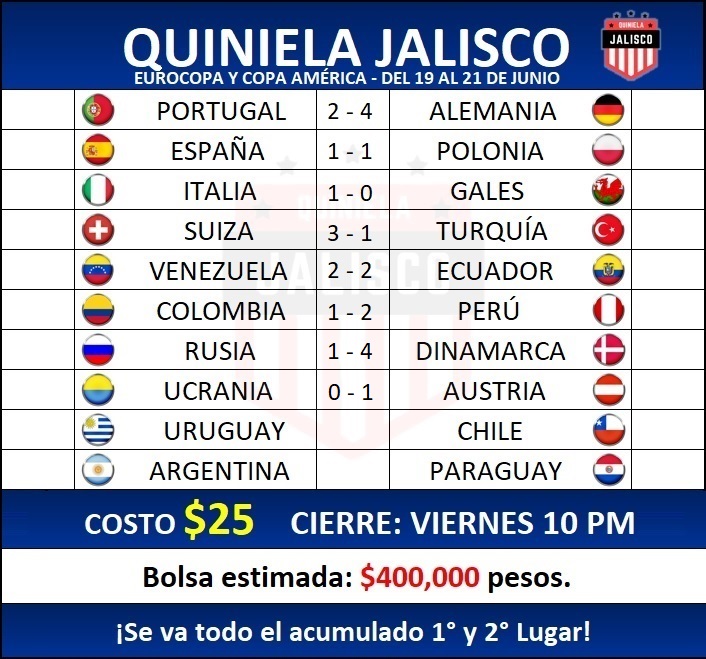 QUINIELA JALISCO
EUROCOPA Y COPA AMÉRICA - DEL 19 AL 21 DE JUNIO
BOLSA
JALISCO
PORTUGAL 2 - 4 ALEMANIA
ESPAÑA 1 - 1 POLONIA
ITALIA 1 - 0 GALES
SUIZA 3 - 1 TURQUÍA
VENEZUELA 2 - 2 ECUADOR
COLOMBIA 1 - 2 PERÚ
RUSIA 1 - 4 DINAMARCA
UCRANIA 0 - 1 AUSTRIA
URUGUAY CHILE
ARGENTINA PARAGUAY
QUINIELA
JALISCO
COSTO $25 CIERRE: VIERNES 10 PM
Bolsa estimada: $400,000 pesos.
¡Se va todo el acumulado 1° y 2° Lugar!